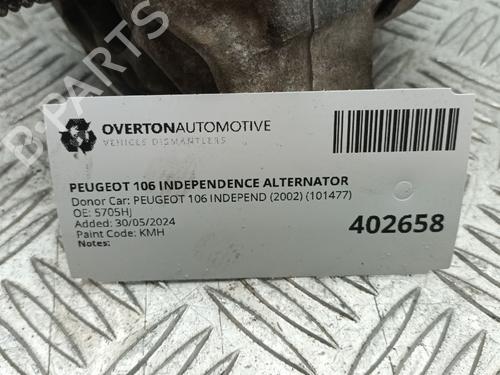 B-PARTS
OVERTONAUTOMOTIVE
VEHICLE DISMANTLERS
PEUGEOT 106 INDEPENDENCE ALTERNATOR
Donor Car: PEUGEOT 106 INDEPEND (2002) (101477)
OE: 5705HJ
Added: 30/05/2024
Paint Code: KMH
Notes:
402658